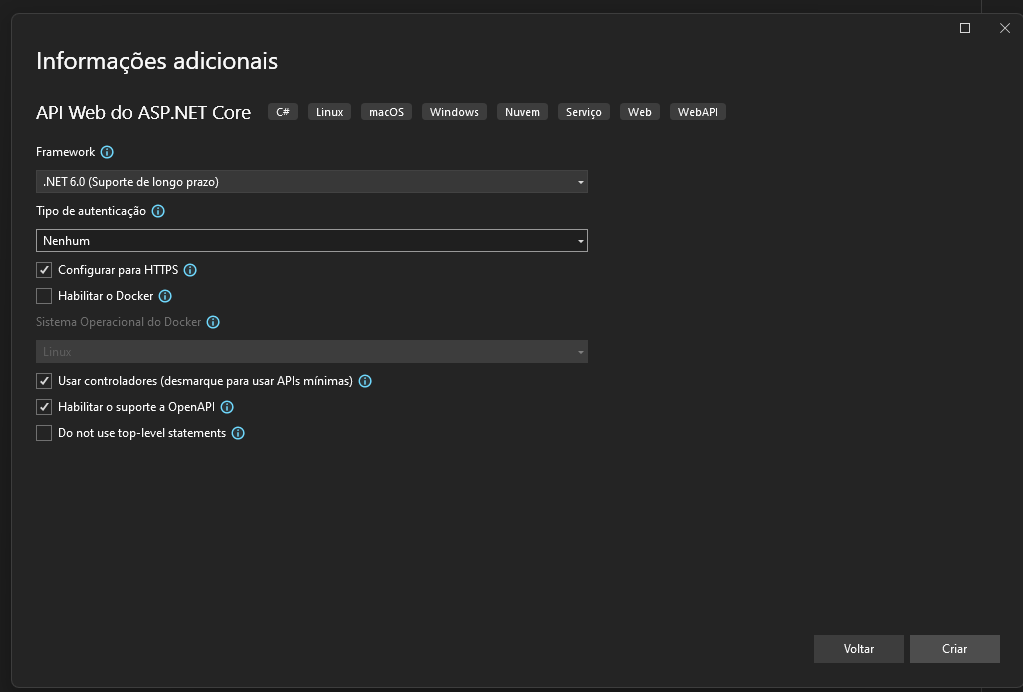 Informações adicionais
API Web do ASP.NET Core C# Linux macOS Windows Nuvem Serviço Web WebAPI
Framework
.NET 6.0 (Suporte de longo prazo)
Tipo de autenticação
Nenhum
Configurar para HTTPS
Habilitar o Docker
Sistema Operacional do Docker
Linux
Usar controladores (desmarque para usar APIs mínimas)
Habilitar o suporte a OpenAPI
Do not use top-level statements
Voltar Criar